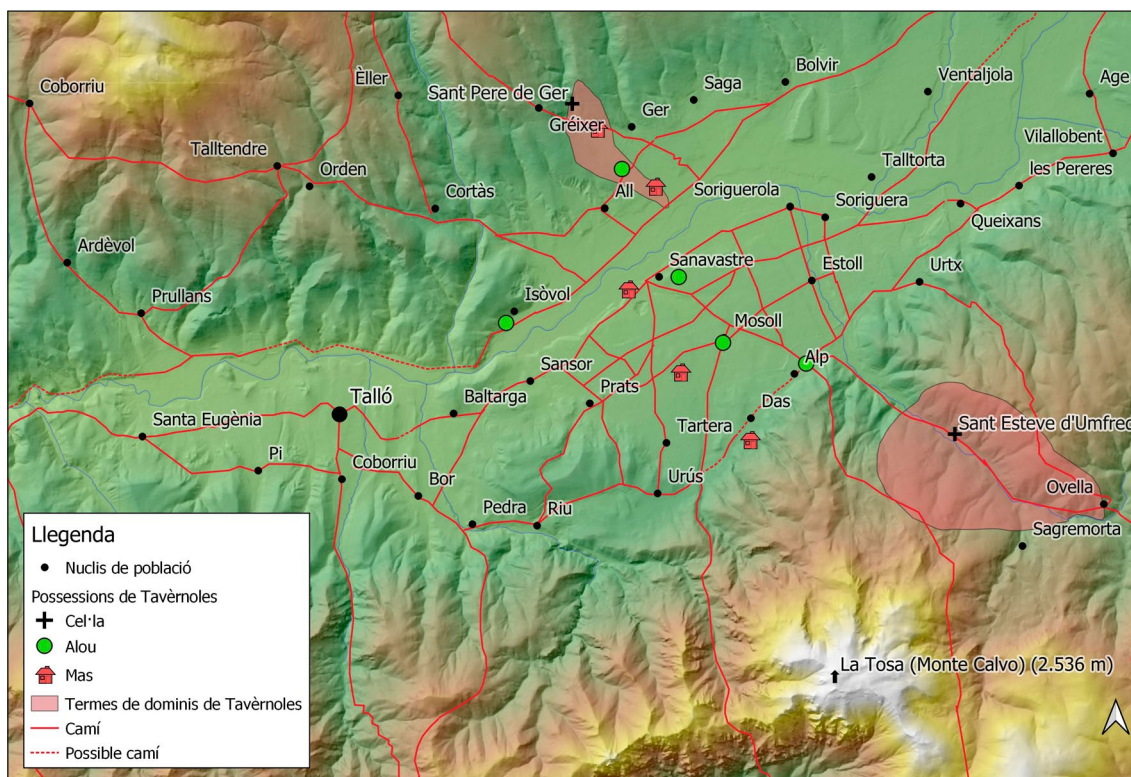 Coborriu
Èller
Sant Pere de Ger
Gréixer
Ger
Saga
Bolvir
Ventaljola
Age
Vilallobent
Talltendre
Orden
Cortàs
All
Soriguerola
Talltorta
Soriguera
les Pereres
Queixans
Ardèvol
Prullans
Isòvol
Sanavastre
Estoll
Urtx
Mosoll
Alp
Sansor
Prats
Das
Baltarga
Talló
Santa Eugènia
Pi
Coborriu
Bor
Tartera
Urús
Pedra
Riu
Sant Esteve d'Umfred
Ovella
Sagremorta
La Tosa (Monte Calvo) (2.536 m)
Llegenda
Nuclis de població
Possessions de Tavèrnoles
Cel·la
Alou
Mas
Termes de dominis de Tavèrnoles
Camí
Possible camí